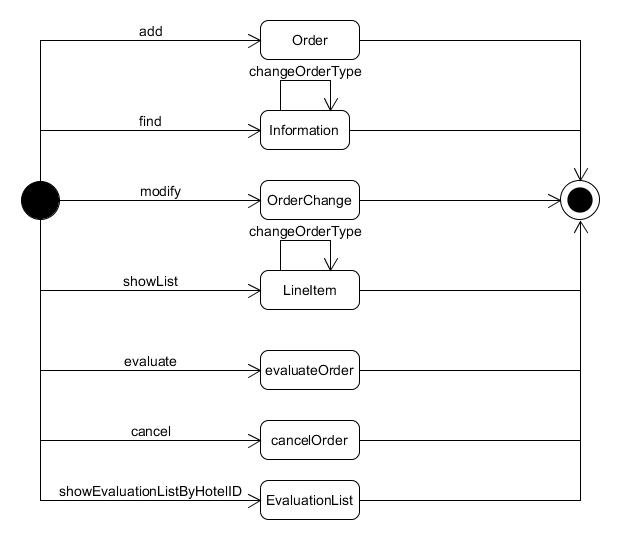 add
Order
changeOrderType
find
Information
modify
OrderChange
changeOrderType
showList
LineItem
evaluate
evaluateOrder
cancel
cancelOrder
showEvaluationListByHotelID
EvaluationList